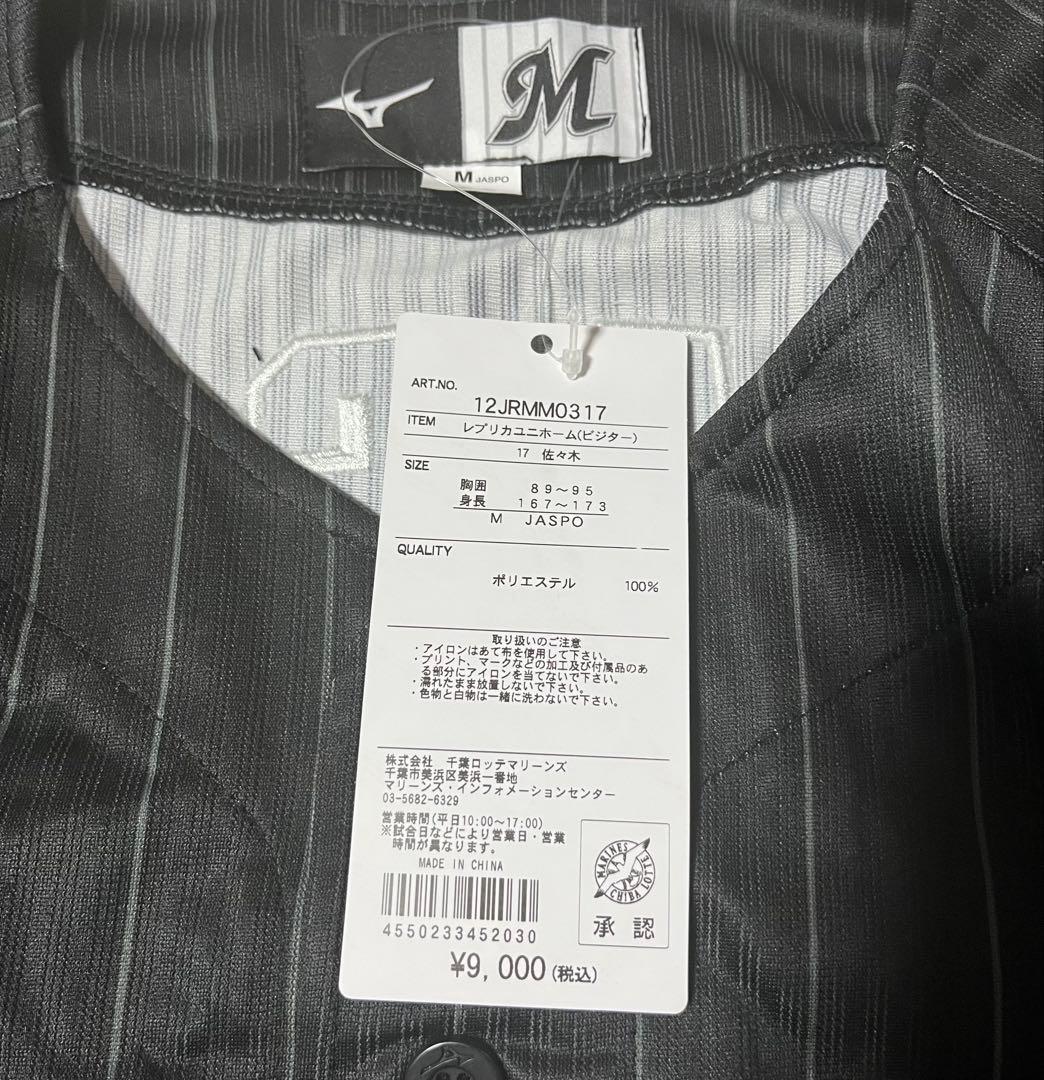 M
M JASPO
ART.NO.
12JRMM0317
ITEM
レプリカユニホーム(ビジター)
17 佐々木
SIZE
胸囲 89～95
身長 167～173
M JASPO
QUALITY
ポリエステル 100%
取り扱いのご注意
・アイロンはあて布を使用して下さい。
・プリント、マークなどの加工及び付属品のあ
る部分にアイロンを当てないで下さい。
・濡れたまま放置しないで下さい。
・色物と白物は一緒に洗わないで下さい。
株式会社 千葉ロッテマリーンズ
千葉市美浜区美浜一番地
マリーンズ・インフォメーションセンター
03-5682-6329
営業時間(平日10:00～17:00)
※試合日などにより営業日・営業
時間が異なります。
MADE IN CHINA
MARINES
CHIBA LOTTE
承認
4550233452030
¥9,000(税込)